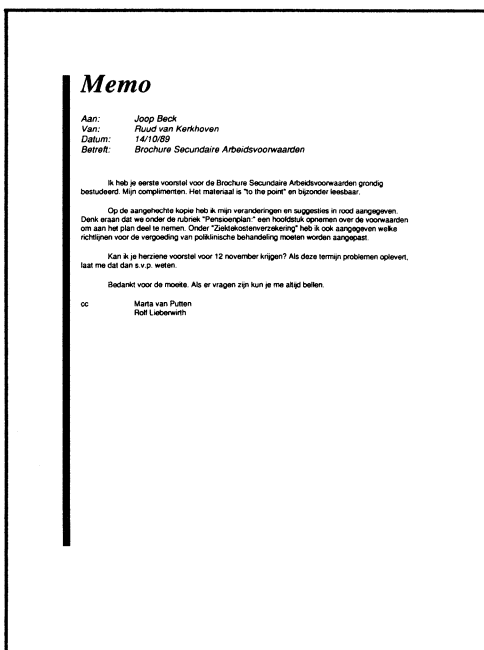 Memo
Aan: Joop Beck
Van: Ruud van Kerkhoven
Datum: 14/10/89
Betreft: Brochure Secundaire Arbeidsvoorwaarden
Ik heb je eerste voorstel voor de Brochure Secundaire Arbeidsvoorwaarden grondig
bestudeerd. Mijn complimenten. Het materiaal is "to the point" en bijzonder leesbaar.
Op de aangehechte kopie heb ik mijn veranderingen en suggesties in rood aangegeven.
Denk eraan dat we onder de rubriek "Pensioenplan:" een hoofdstuk opnemen over de voorwaarden
om aan het plan deel te nemen. Onder "Ziektekostenverzekering" heb ik ook aangegeven welke
richtlijnen voor de vergoeding van poliklinische behandeling moeten worden aangepast.
Kan ik je herziene voorstel voor 12 november krijgen? Als deze termijn problemen oplevert,
laat me dat dan s.v.p. weten.
Bedankt voor de moeite. Als er vragen zijn kun je me altijd bellen.
cc Marta van Putten
Rolf Lieberwirth